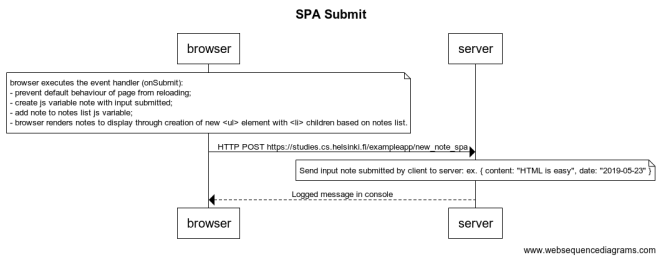 SPA Submit
browser
server
browser executes the event handler (onSubmit):
- prevent default behaviour of page from reloading;
- create js variable note with input submitted;
- add note to notes list js variable;
- browser renders notes to display through creation of new <ul> element with <li> children based on notes list.
HTTP POST https://studies.cs.helsinki.fi/exampleapp/new_note_spa
Send input note submitted by client to server: ex. { content: "HTML is easy", date: "2019-05-23" }
Logged message in console
browser
server
www.websequencediagrams.com